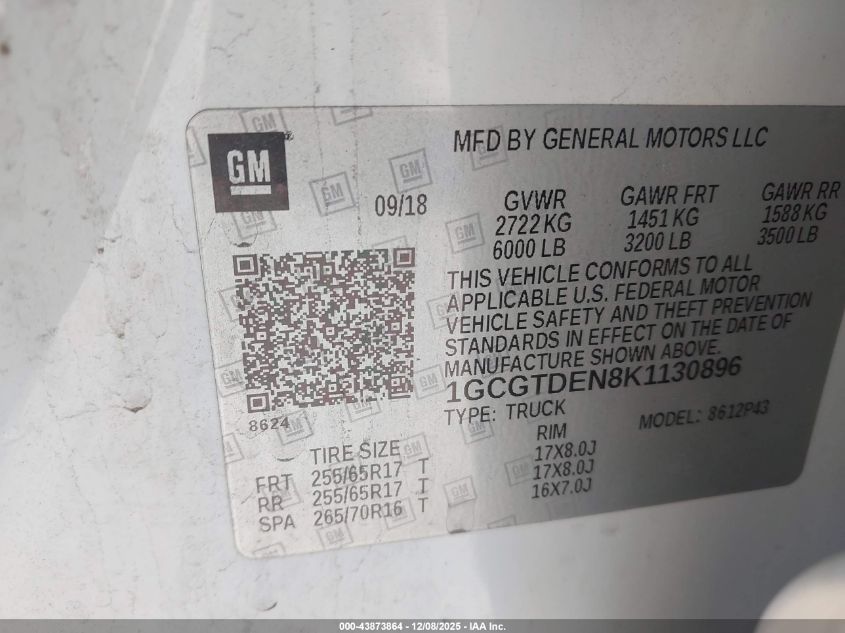 GM
MFD BY GENERAL MOTORS LLC
09/18
GVWR GAWR FRT GAWR RR
2722 KG 1451 KG 1588 KG
6000 LB 3200 LB 3500 LB
THIS VEHICLE CONFORMS TO ALL
APPLICABLE U.S. FEDERAL MOTOR
VEHICLE SAFETY AND THEFT PREVENTION
STANDARDS IN EFFECT ON THE DATE OF
MANUFACTURE SHOWN ABOVE.
1GCGTDEN8K1130896
8624
TYPE: TRUCK MODEL: 8612P43
TIRE SIZE RIM
FRT 255/65R17 T 17X8.0J
RR 255/65R17 T 17X8.0J
SPA 265/70R16 T 16X7.0J
000-43873864 - 12/08/2025 - IAA Inc.